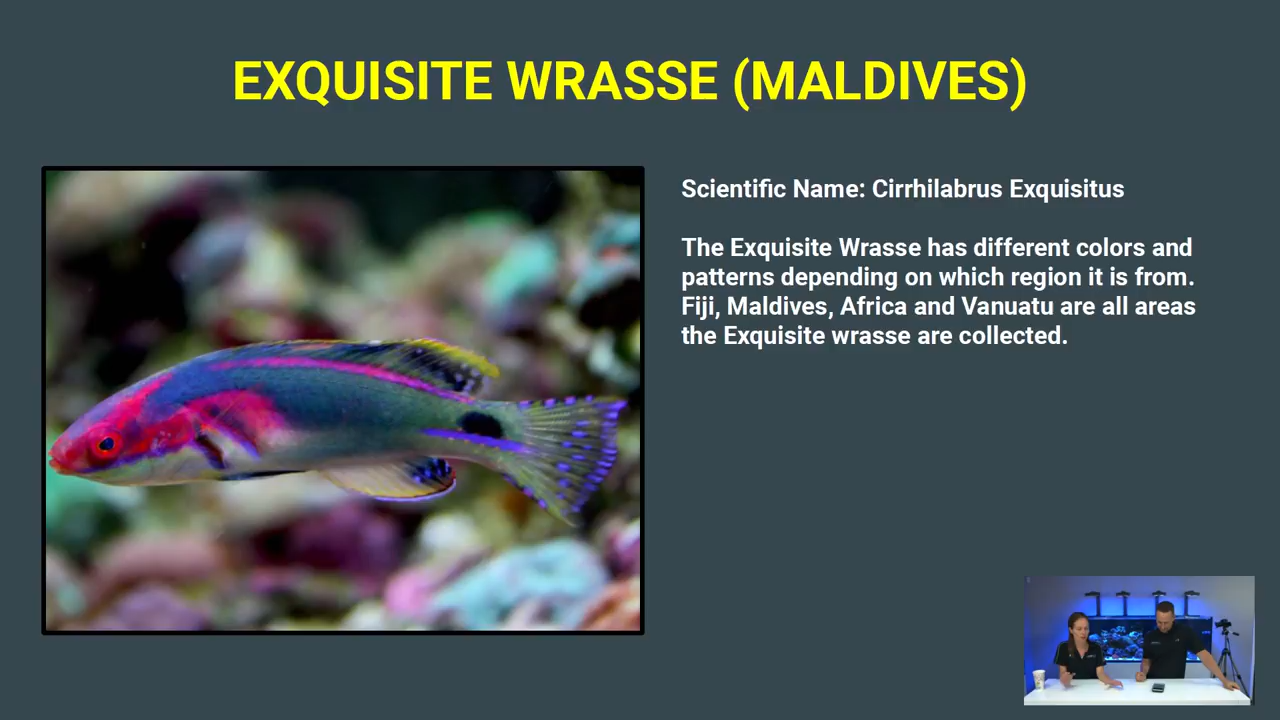 EXQUISITE WRASSE (MALDIVES)
Scientific Name: Cirrhilabrus Exquisitus
The Exquisite Wrasse has different colors and
patterns depending on which region it is from.
Fiji, Maldives, Africa and Vanuatu are all areas
the Exquisite wrasse are collected.